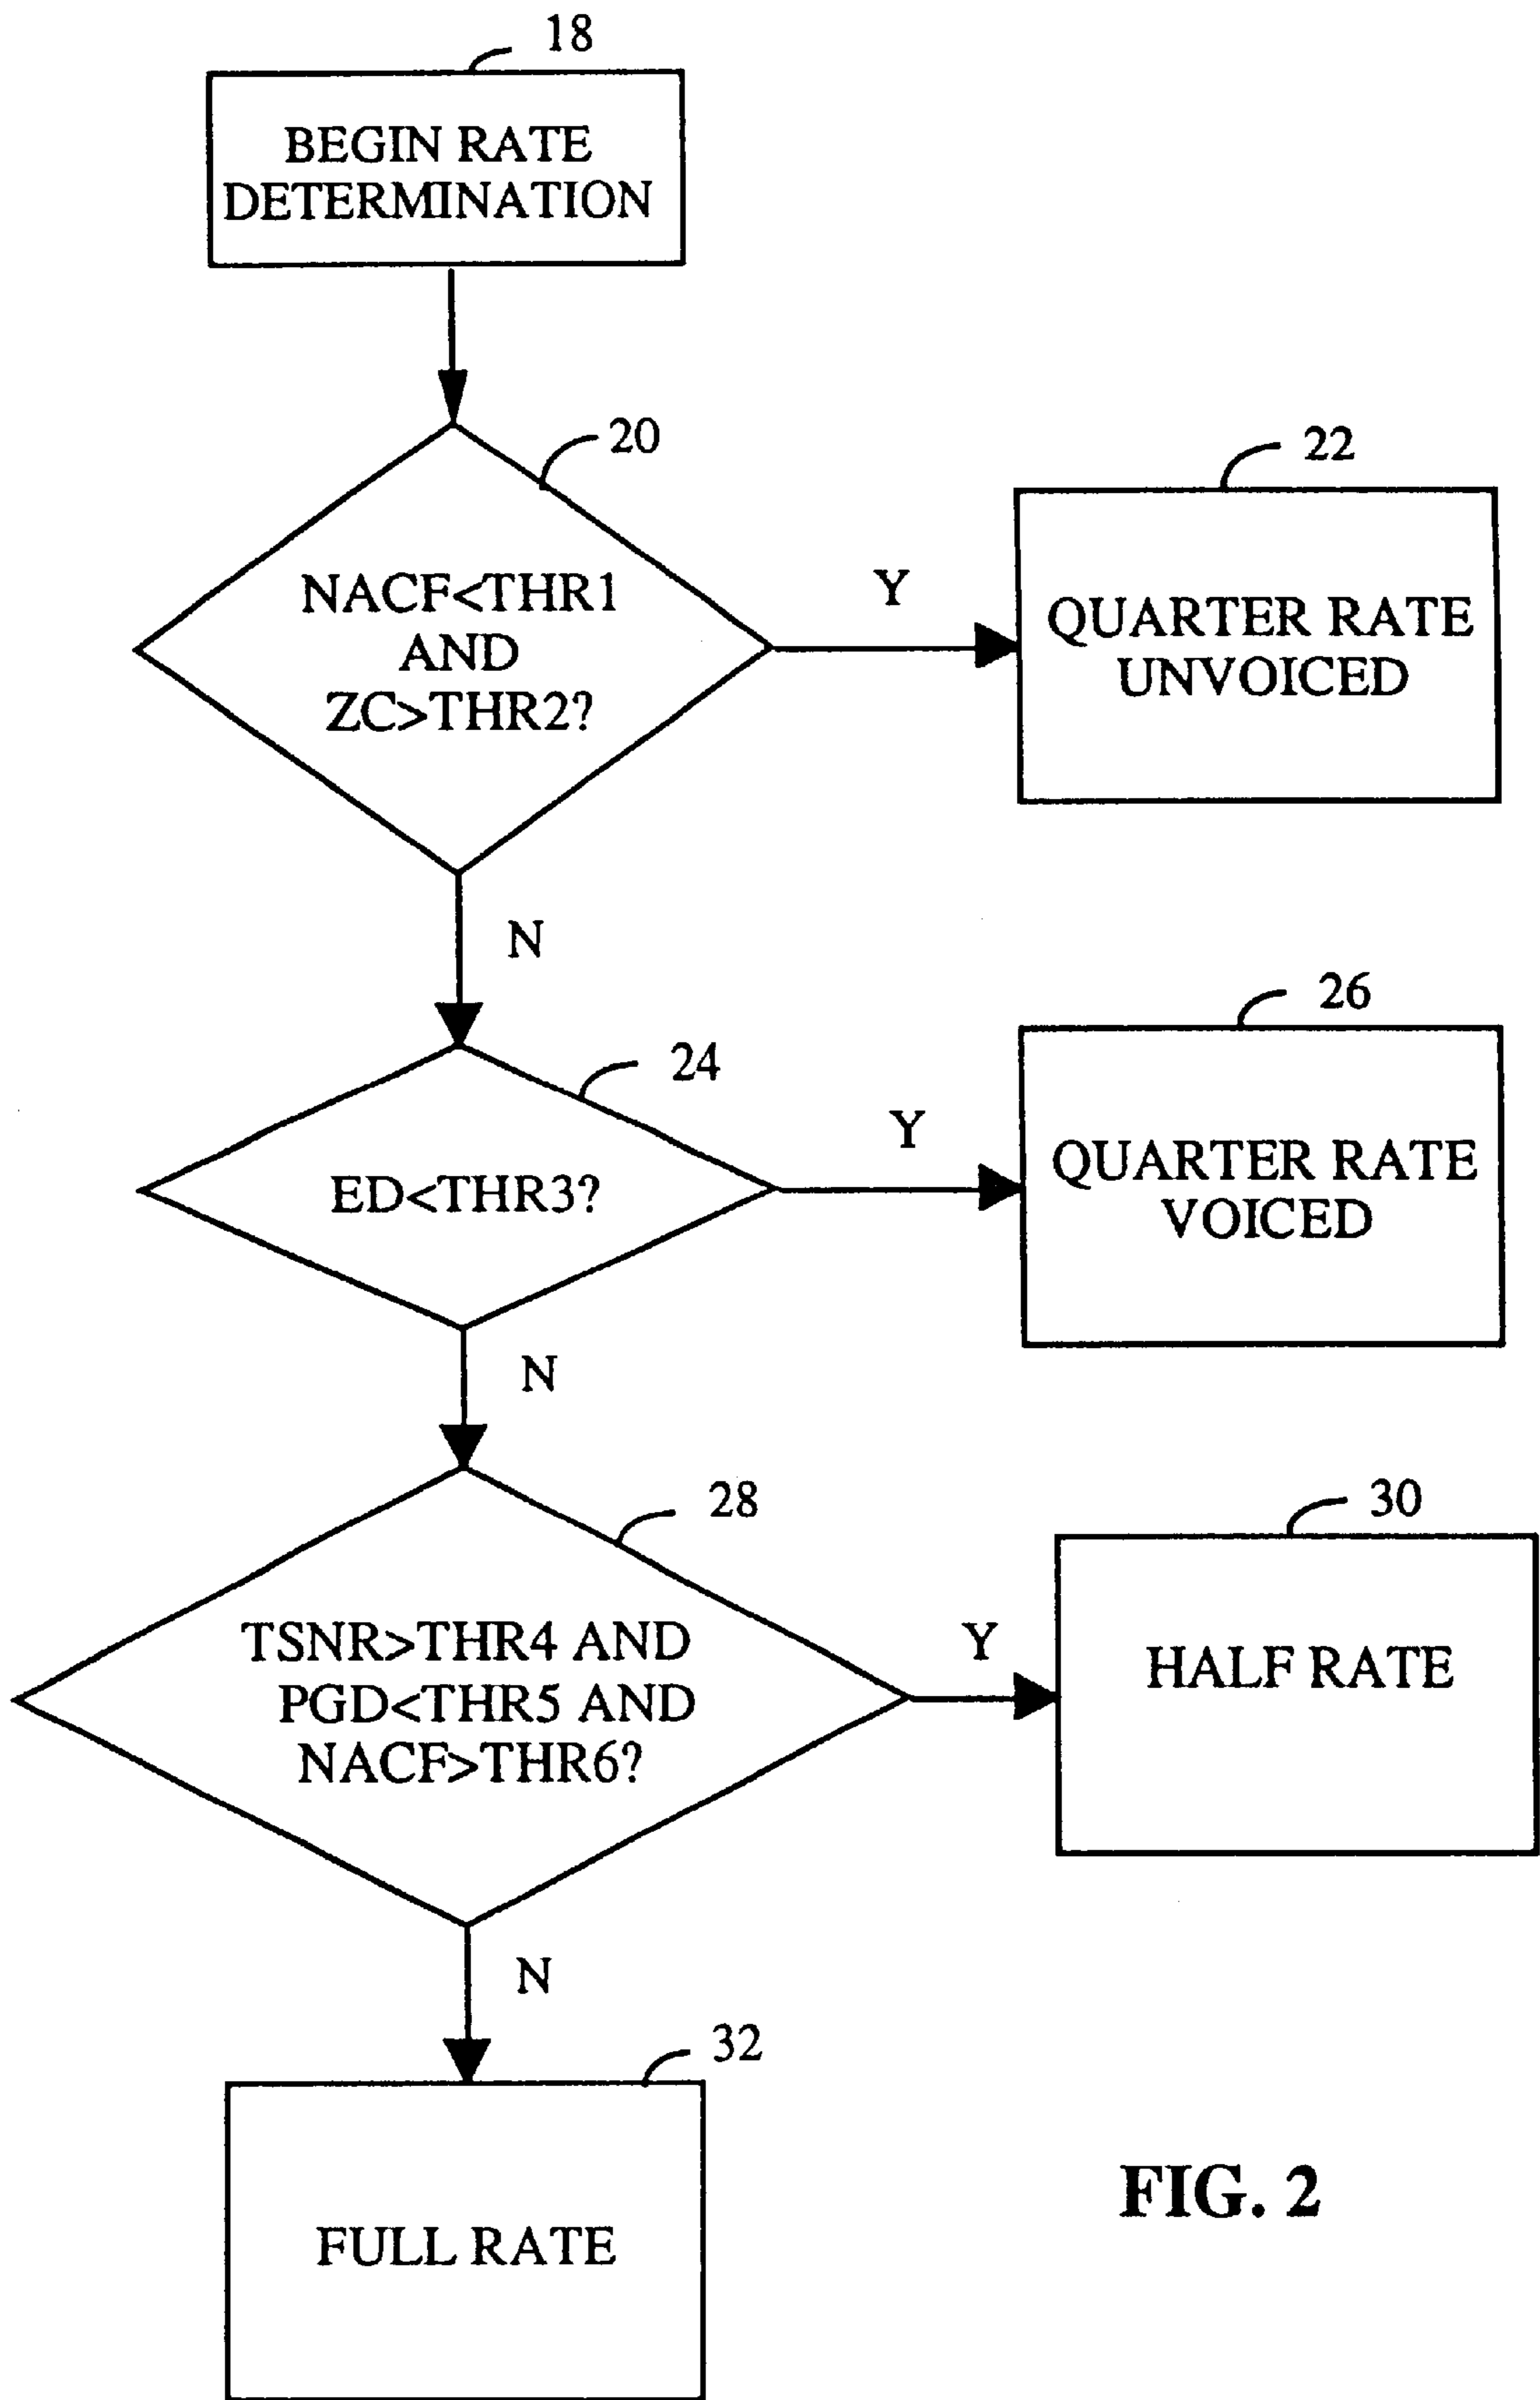 18
BEGIN RATE
DETERMINATION
20
NACF<THR1
AND
ZC>THR2?
Y
22
QUARTER RATE
UNVOICED
N
24
ED<THR3?
Y
26
QUARTER RATE
VOICED
N
28
TSNR>THR4 AND
PGD<THR5 AND
NACF>THR6?
Y
30
HALF RATE
N
32
FULL RATE
FIG. 2